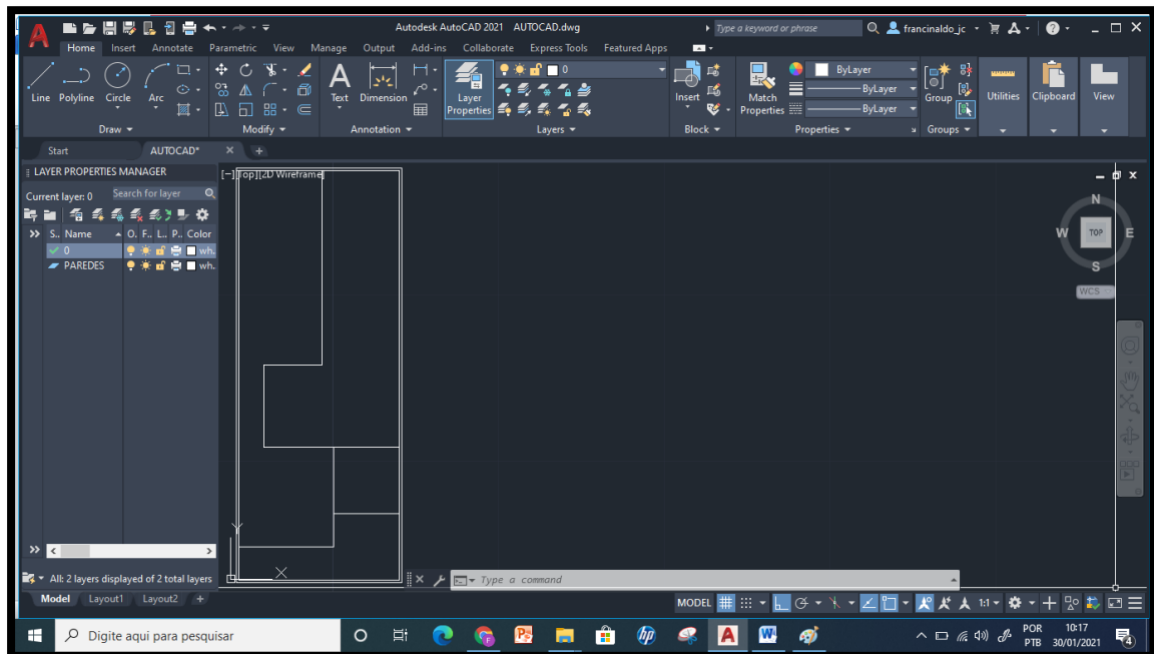 Autodesk AutoCAD 2021 AUTOCAD.dwg Type a keyword or phrase francinaldo_jc
Home Insert Annotate Parametric View Manage Output Add-ins Collaborate Express Tools Featured Apps
Line Polyline Circle Arc
Text Dimension
Layer Properties
0
Insert
Match Properties
ByLayer
ByLayer
ByLayer
Group
Utilities Clipboard View
Draw Modify Annotation Layers Block Properties Groups
Start AUTOCAD*
LAYER PROPERTIES MANAGER
[−][Top][2D Wireframe]
Current layer: 0 Search for layer
S.. Name O. F.. L.. P.. Color
0 wh.
PAREDES wh.
N
W TOP E
S
WCS
Y
X
All: 2 layers displayed of 2 total layers
Type a command
Model Layout1 Layout2
MODEL 1:1
Digite aqui para pesquisar
POR 10:17
PTB 30/01/2021
4